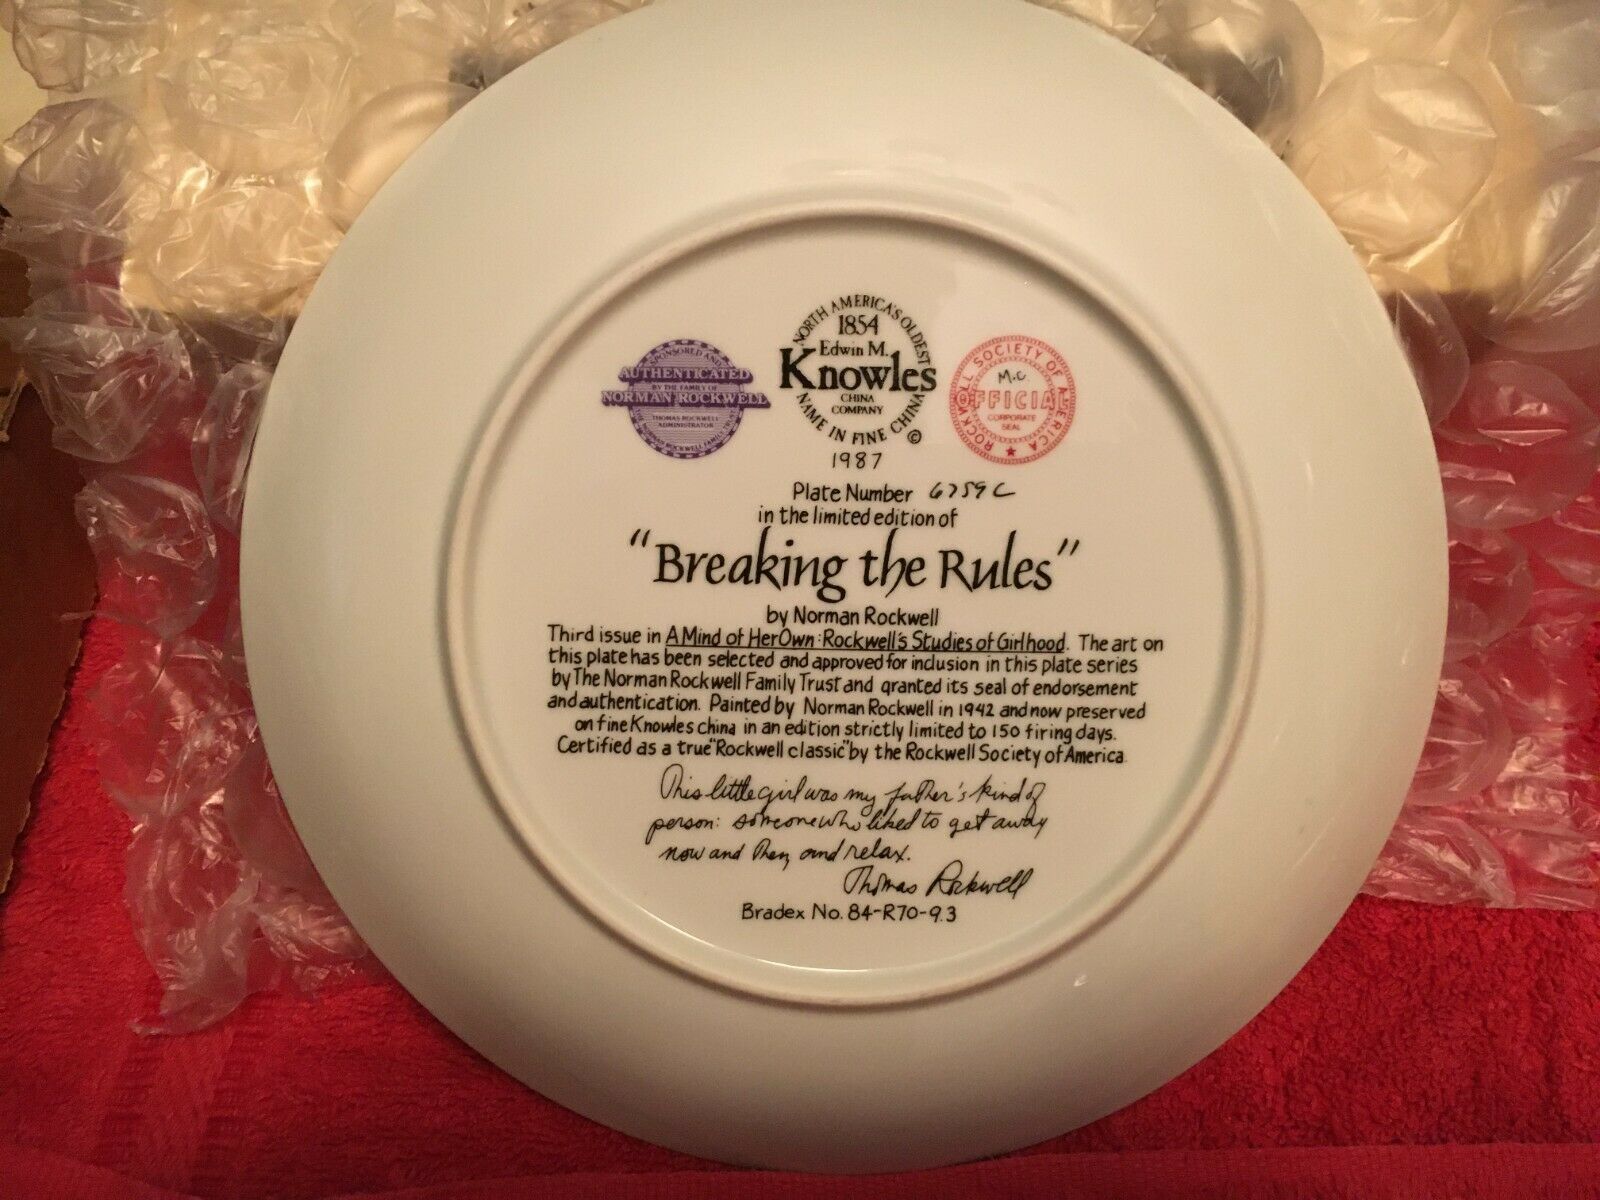 SPONSORED AND
AUTHENTICATED
BY THE FAMILY OF
NORMAN ROCKWELL
THOMAS ROCKWELL
ADMINISTRATOR
NORMAN ROCKWELL FAMILY
NORTH AMERICA'S OLDEST
1854
Edwin M.
Knowles
CHINA
COMPANY
NAME IN FINE CHINA
©
1987
ROCKWELL SOCIETY OF AMERICA
M.C.
OFFICIAL
CORPORATE
SEAL
Plate Number 6759C
in the limited edition of
"Breaking the Rules"
by Norman Rockwell
Third issue in A Mind of Her Own: Rockwell's Studies of Girlhood. The art on
this plate has been selected and approved for inclusion in this plate series
by The Norman Rockwell Family Trust and granted its seal of endorsement
and authentication. Painted by Norman Rockwell in 1942 and now preserved
on fine Knowles china in an edition strictly limited to 150 firing days.
Certified as a true "Rockwell classic" by the Rockwell Society of America.
This little girl was my father's kind of
person: someone who liked to get away
now and then, and relax.
Thomas Rockwell
Bradex No. 84-R70-9.3